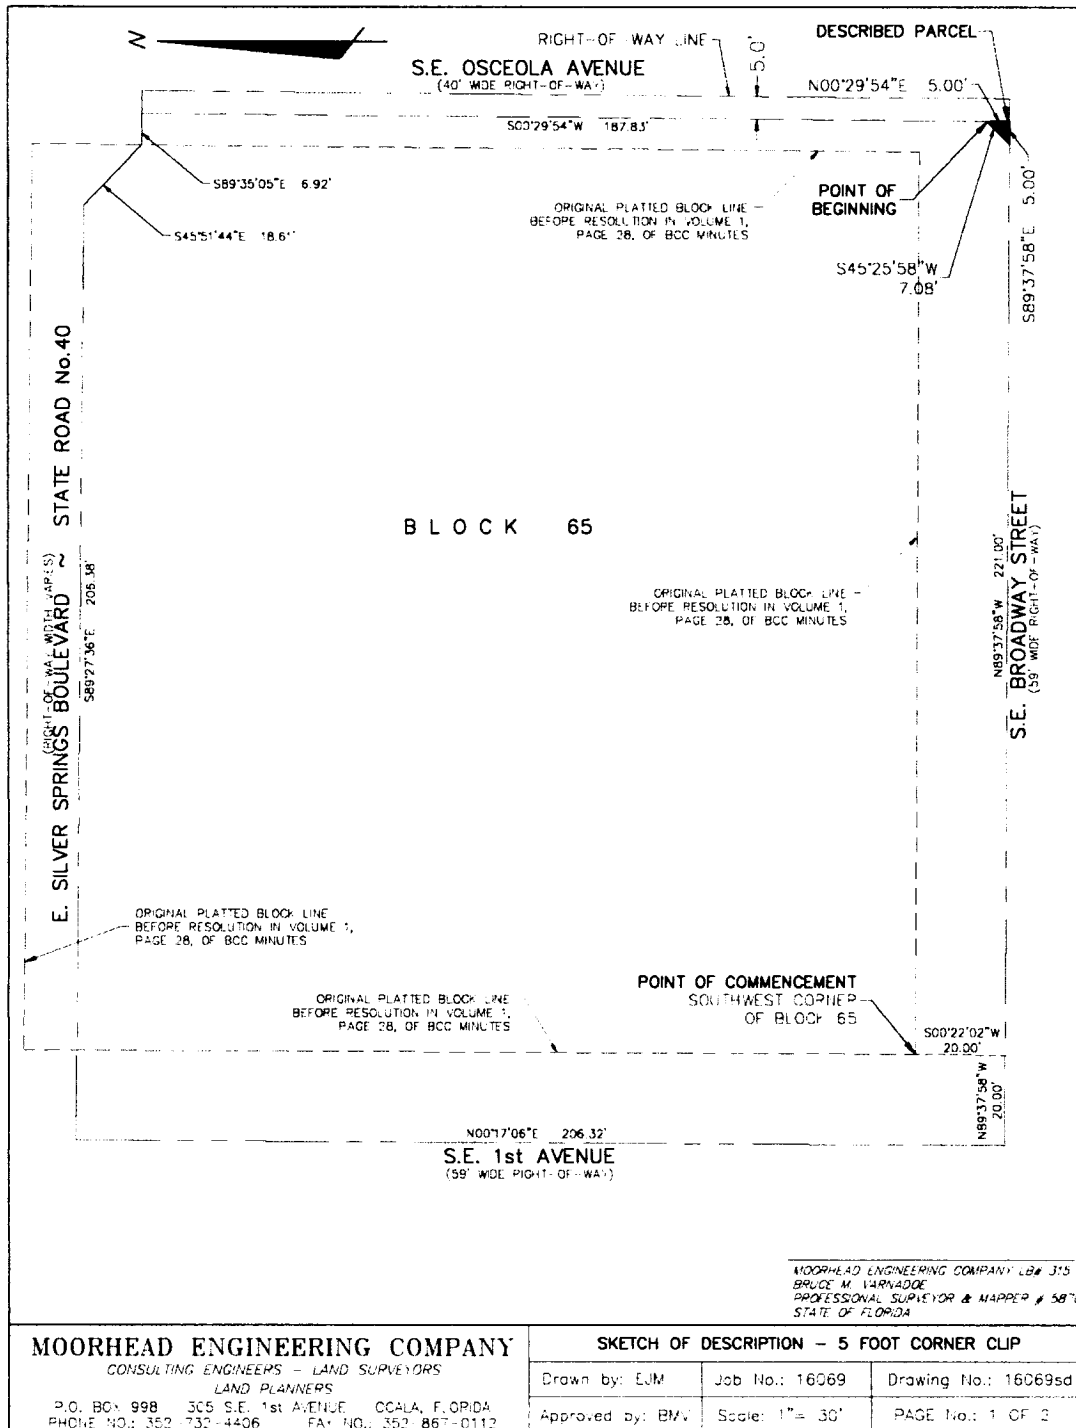 N
RIGHT-OF-WAY LINE
5.0'
DESCRIBED PARCEL
S.E. OSCEOLA AVENUE
(40' WIDE RIGHT-OF-WAY)
N00°29'54"E 5.00'
S00°29'54"W 187.83'
S89°35'05"E 6.92'
S45°51'44"E 18.61'
ORIGINAL PLATTED BLOCK LINE
BEFORE RESOLUTION IN VOLUME 1,
PAGE 28, OF BCC MINUTES
POINT OF
BEGINNING
S45°25'58"W
7.08'
S89°37'58"E 5.00'
E. SILVER SPRINGS BOULEVARD ~ STATE ROAD No.40
(RIGHT-OF-WAY WIDTH VARIES)
S89°27'36"E 205.38'
BLOCK 65
ORIGINAL PLATTED BLOCK LINE
BEFORE RESOLUTION IN VOLUME 1,
PAGE 28, OF BCC MINUTES
N89°37'58"W 221.00'
S.E. BROADWAY STREET
(59' WIDE RIGHT-OF-WAY)
ORIGINAL PLATTED BLOCK LINE
BEFORE RESOLUTION IN VOLUME 1,
PAGE 28, OF BCC MINUTES
ORIGINAL PLATTED BLOCK LINE
BEFORE RESOLUTION IN VOLUME 1,
PAGE 28, OF BCC MINUTES
POINT OF COMMENCEMENT
SOUTHWEST CORNER
OF BLOCK 65
S00°22'02"W
20.00'
N89°37'58"W
20.00'
N00°17'06"E 206.32'
S.E. 1st AVENUE
(59' WIDE RIGHT-OF-WAY)
MOORHEAD ENGINEERING COMPANY LB# 315
BRUCE M. VARNADOE
PROFESSIONAL SURVEYOR & MAPPER #
STATE OF FLORIDA
MOORHEAD ENGINEERING COMPANY
CONSULTING ENGINEERS - LAND SURVEYORS
LAND PLANNERS
P.O. BOX 998 305 S.E. 1st AVENUE OCALA, FLORIDA
PHONE NO.: 352-732-4406 FAX NO.: 352-867-0112
SKETCH OF DESCRIPTION - 5 FOOT CORNER CLIP
Drawn by: EJM
Job No.: 16069
Drawing No.: 16069sd
Approved by: BMV
Scale: 1"= 30'
PAGE No.: 1 OF